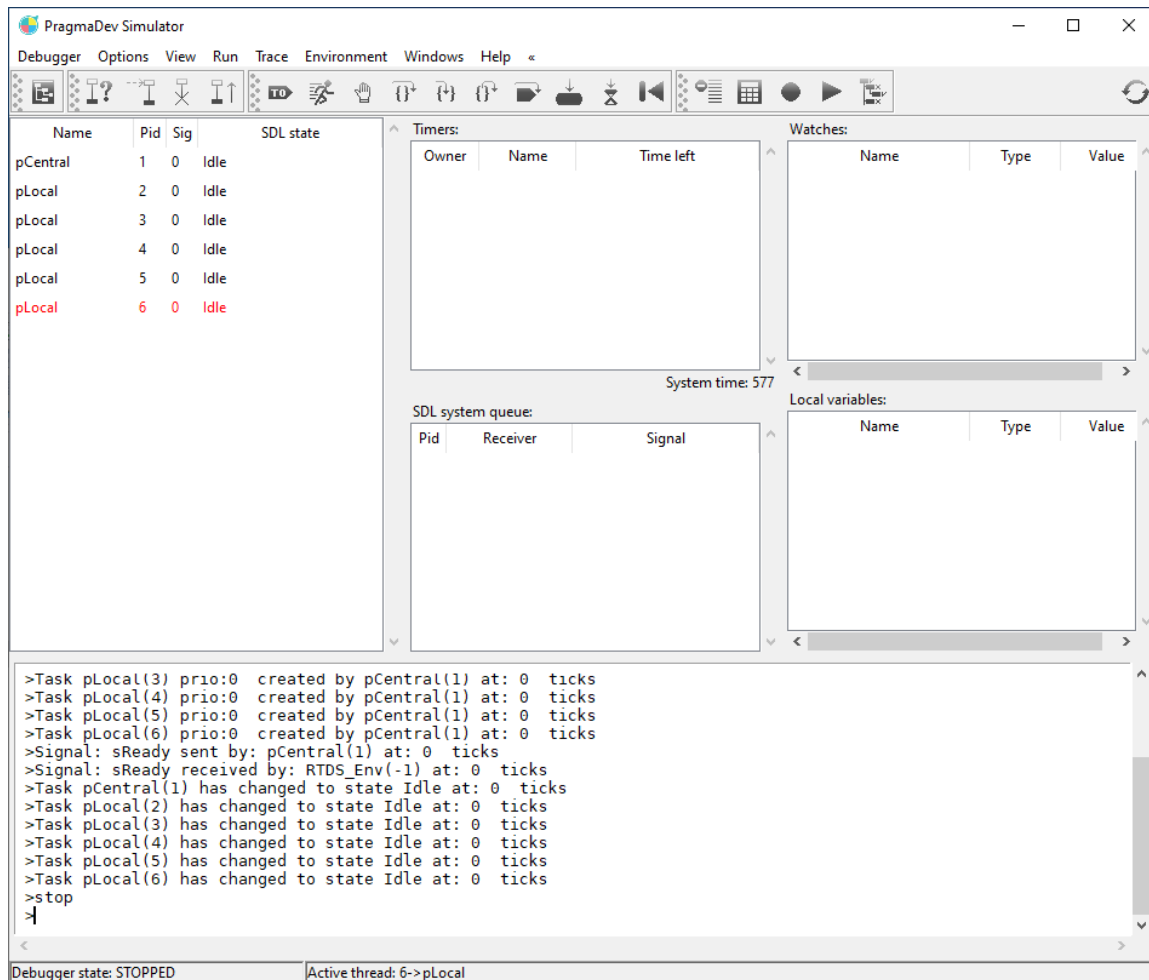 PragmaDev Simulator
Debugger Options View Run Trace Environment Windows Help «
TO
Name Pid Sig SDL state
pCentral 1 0 Idle
pLocal 2 0 Idle
pLocal 3 0 Idle
pLocal 4 0 Idle
pLocal 5 0 Idle
pLocal 6 0 Idle
Timers:
Owner Name Time left
System time: 577
SDL system queue:
Pid Receiver Signal
Watches:
Name Type Value
Local variables:
Name Type Value
>Task pLocal(3) prio:0 created by pCentral(1) at: 0 ticks
>Task pLocal(4) prio:0 created by pCentral(1) at: 0 ticks
>Task pLocal(5) prio:0 created by pCentral(1) at: 0 ticks
>Task pLocal(6) prio:0 created by pCentral(1) at: 0 ticks
>Signal: sReady sent by: pCentral(1) at: 0 ticks
>Signal: sReady received by: RTDS_Env(-1) at: 0 ticks
>Task pCentral(1) has changed to state Idle at: 0 ticks
>Task pLocal(2) has changed to state Idle at: 0 ticks
>Task pLocal(3) has changed to state Idle at: 0 ticks
>Task pLocal(4) has changed to state Idle at: 0 ticks
>Task pLocal(5) has changed to state Idle at: 0 ticks
>Task pLocal(6) has changed to state Idle at: 0 ticks
>stop
>
Debugger state: STOPPED
Active thread: 6->pLocal